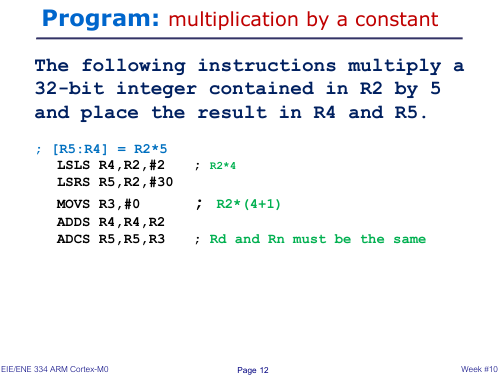 Program: multiplication by a constant
The following instructions multiply a
32-bit integer contained in R2 by 5
and place the result in R4 and R5.
; [R5:R4] = R2*5
LSLS R4,R2,#2 ; R2*4
LSRS R5,R2,#30
MOVS R3,#0 ; R2*(4+1)
ADDS R4,R4,R2
ADCS R5,R5,R3 ; Rd and Rn must be the same
EIE/ENE 334 ARM Cortex-M0 Page 12 Week #10